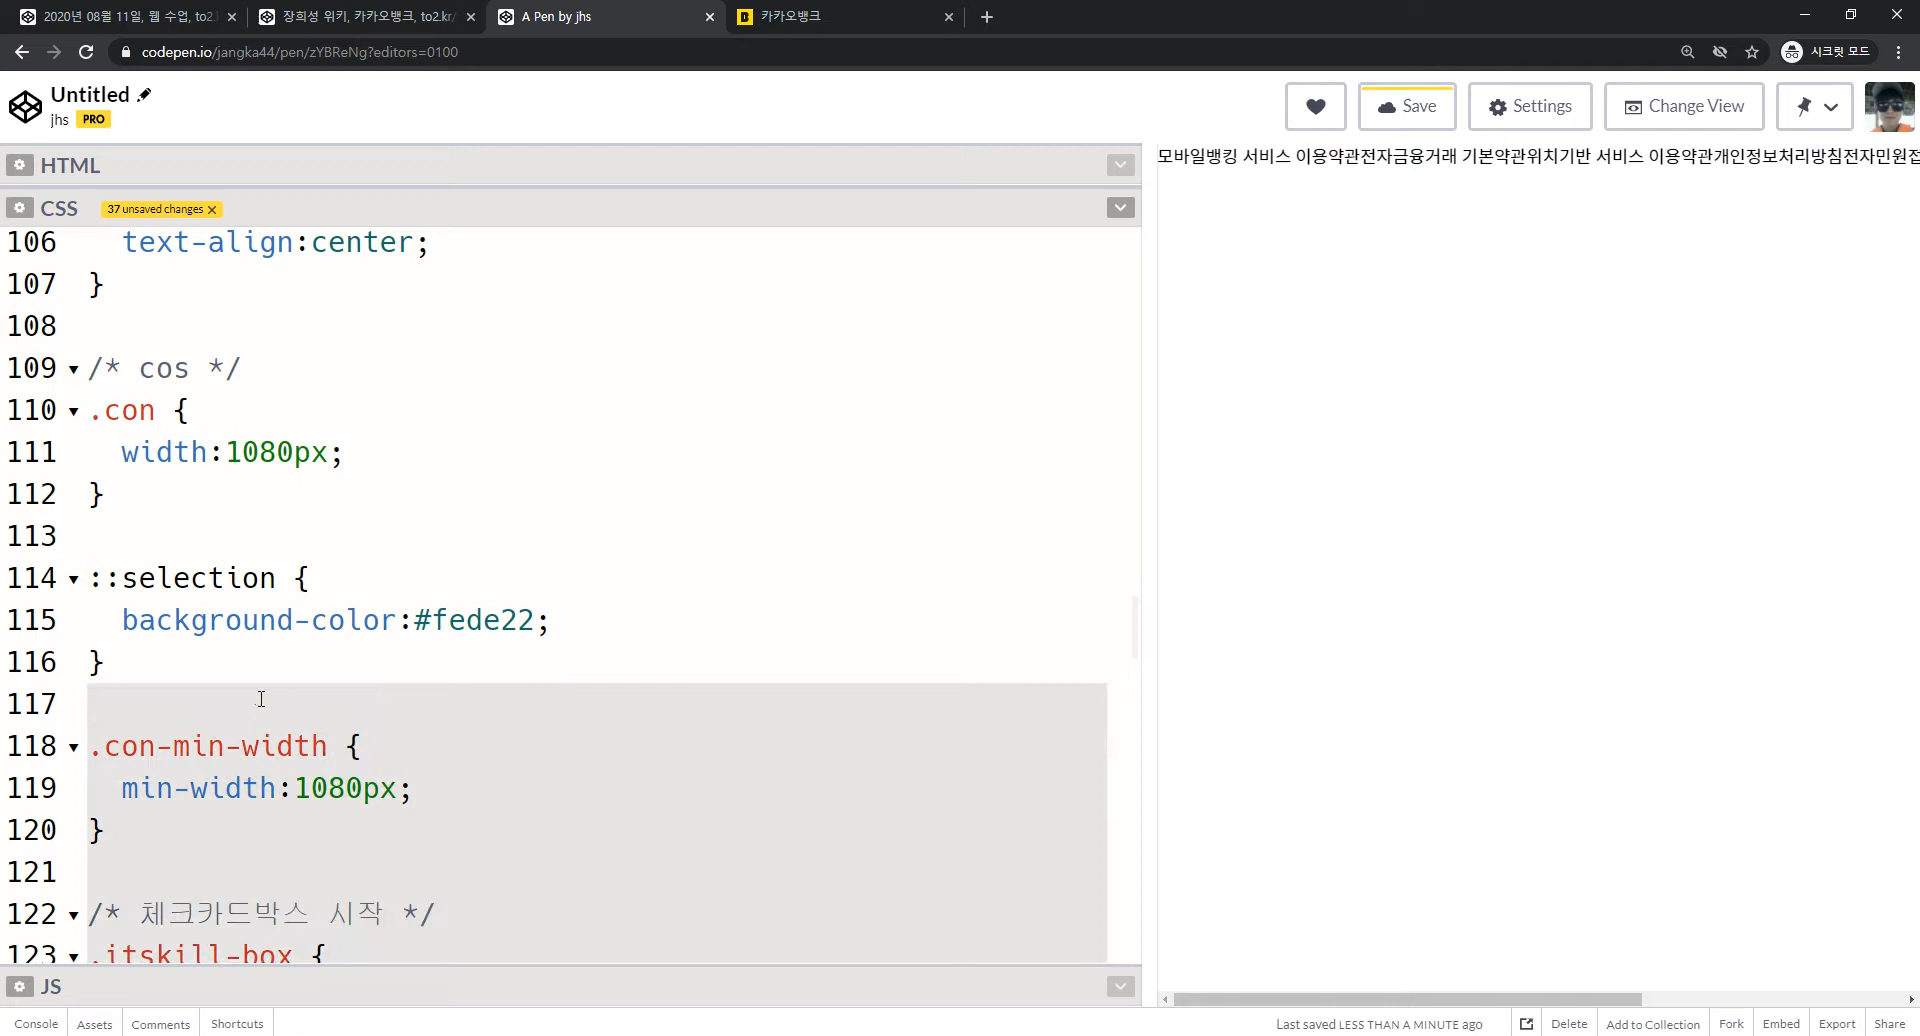 2020년 08월 11일, 웹 수업, to2.
장희성 위키, 카카오뱅크, to2.kr/
A Pen by jhs
카카오뱅크
codepen.io/jangka44/pen/zYBReNg?editors=0100
시크릿 모드
Untitled
jhs PRO
Save
Settings
Change View
HTML
CSS 37 unsaved changes ×
106 text-align:center;
107 }
108
109 /* cos */
110 .con {
111 width:1080px;
112 }
113
114 ::selection {
115 background-color:#fede22;
116 }
117
118 .con-min-width {
119 min-width:1080px;
120 }
121
122 /* 체크카드박스 시작 */
123 .itskill-box {
JS
모바일뱅킹 서비스 이용약관전자금융거래 기본약관위치기반 서비스 이용약관개인정보처리방침전자민원접
Console Assets Comments Shortcuts
Last saved LESS THAN A MINUTE ago
Delete Add to Collection Fork Embed Export Share